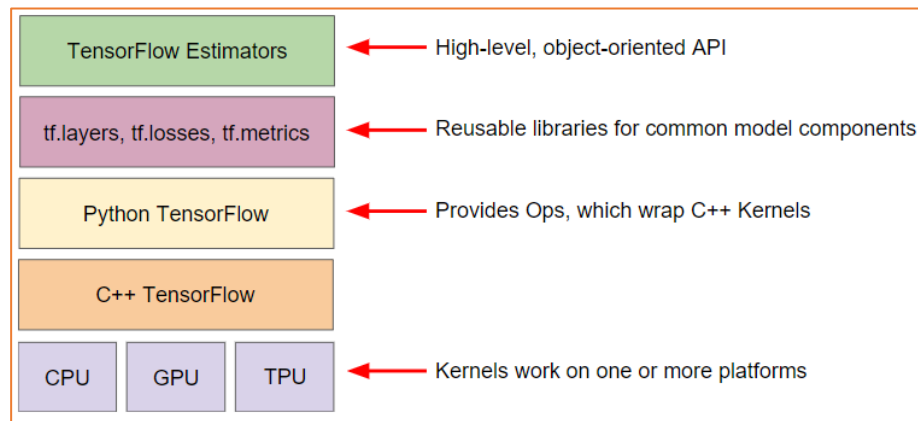 TensorFlow Estimators
High-level, object-oriented API
tf.layers, tf.losses, tf.metrics
Reusable libraries for common model components
Python TensorFlow
Provides Ops, which wrap C++ Kernels
C++ TensorFlow
CPU GPU TPU
Kernels work on one or more platforms